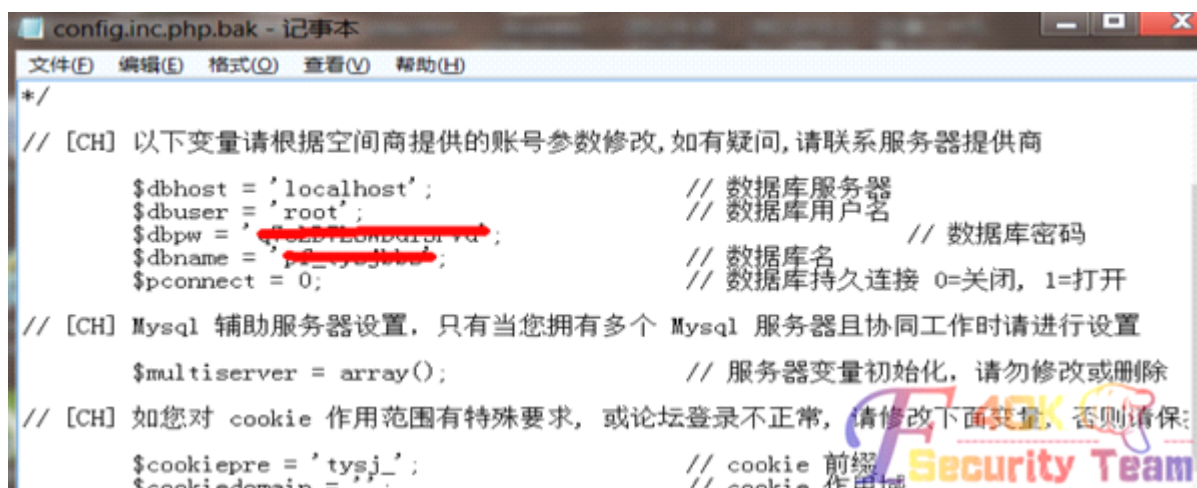 config.inc.php.bak - 记事本
文件(F) 编辑(E) 格式(O) 查看(V) 帮助(H)
*/
// [CH] 以下变量请根据空间商提供的账号参数修改,如有疑问,请联系服务器提供商
$dbhost = 'localhost'; // 数据库服务器
$dbuser = 'root'; // 数据库用户名
$dbpw = ' '; // 数据库密码
$dbname = ' '; // 数据库名
$pconnect = 0; // 数据库持久连接 0=关闭, 1=打开
// [CH] Mysql 辅助服务器设置, 只有当您拥有多个 Mysql 服务器且协同工作时请进行设置
$multiserver = array(); // 服务器变量初始化, 请勿修改或删除
// [CH] 如您对 cookie 作用范围有特殊要求, 或论坛登录不正常, 请修改下面变量, 否则请保
$cookiepre = 'tysj_'; // cookie 前缀
$cookiedomain = ''; // cookie 作用域
F 4OK
Security Team